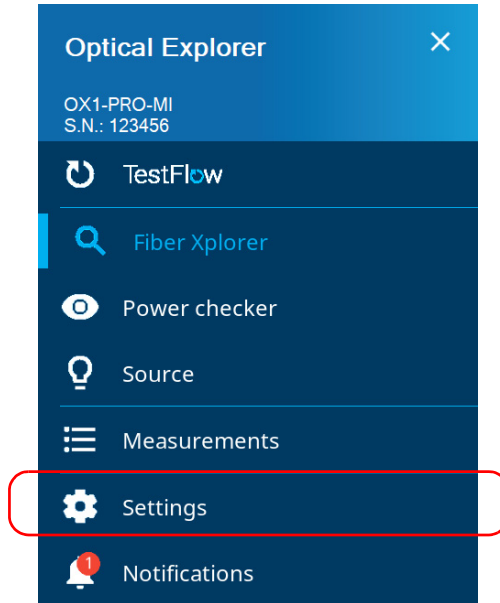 Optical Explorer
OX1-PRO-MI
S.N.: 123456
TestFlow
Fiber Xplorer
Power checker
Source
Measurements
Settings
1
Notifications